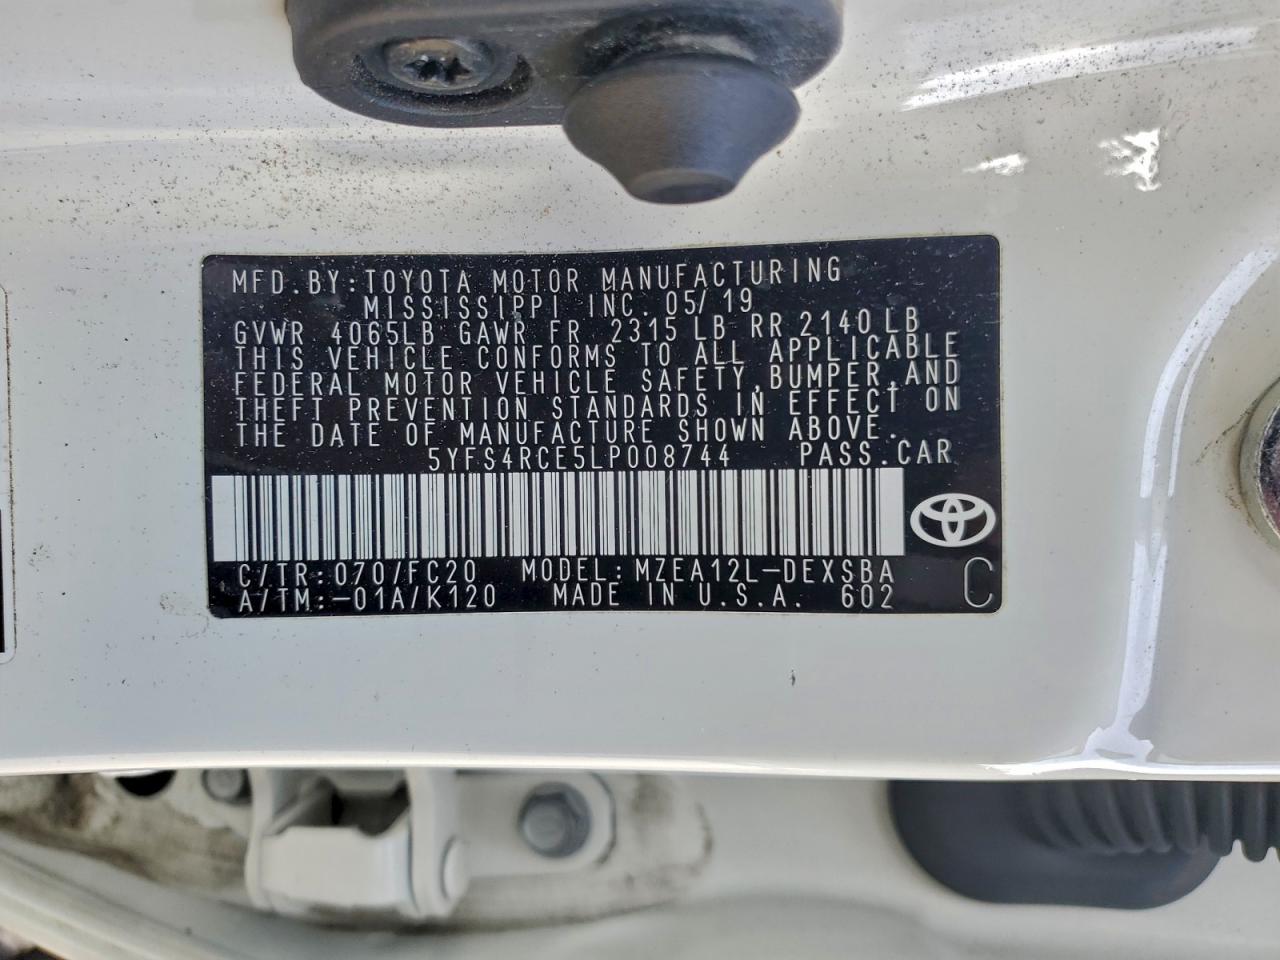 MFD.BY:TOYOTA MOTOR MANUFACTURING
MISSISSIPPI INC. 05/19
GVWR 4065LB GAWR FR 2315 LB RR 2140LB
THIS VEHICLE CONFORMS TO ALL APPLICABLE
FEDERAL MOTOR VEHICLE SAFETY,BUMPER,AND
THEFT PREVENTION STANDARDS IN EFFECT ON
THE DATE OF MANUFACTURE SHOWN ABOVE.
5YFS4RCE5LP008744 PASS.CAR
C/TR:070/FC20 MODEL:MZEA12L-DEXSBA
A/TM:-01A/K120 MADE IN U.S.A. 602 C